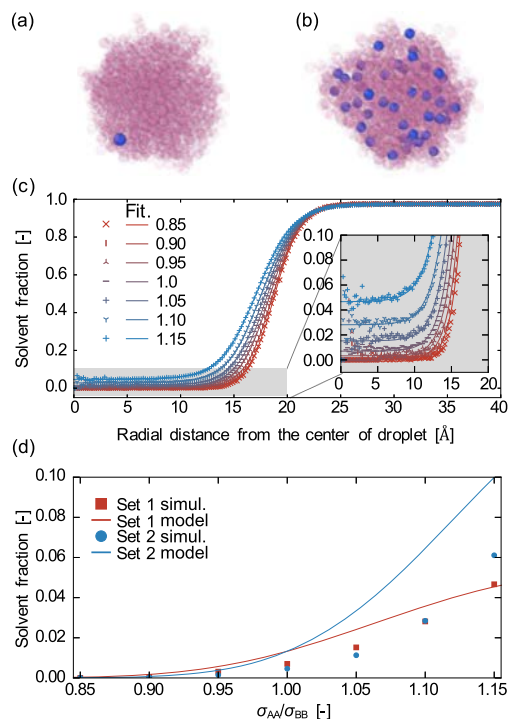 (a)
(b)
(c)
Solvent fraction [-]
1.0
0.8
0.6
0.4
0.2
0.0
Fit.
0.85
0.90
0.95
1.0
1.05
1.10
1.15
0.10
0.08
0.06
0.04
0.02
0.00
0 5 10 15 20
0 5 10 15 20 25 30 35 40
Radial distance from the center of droplet [Å]
(d)
Solvent fraction [-]
0.10
0.08
0.06
0.04
0.02
0.00
Set 1 simul.
Set 1 model
Set 2 simul.
Set 2 model
0.85 0.90 0.95 1.00 1.05 1.10 1.15
σAA/σBB [-]